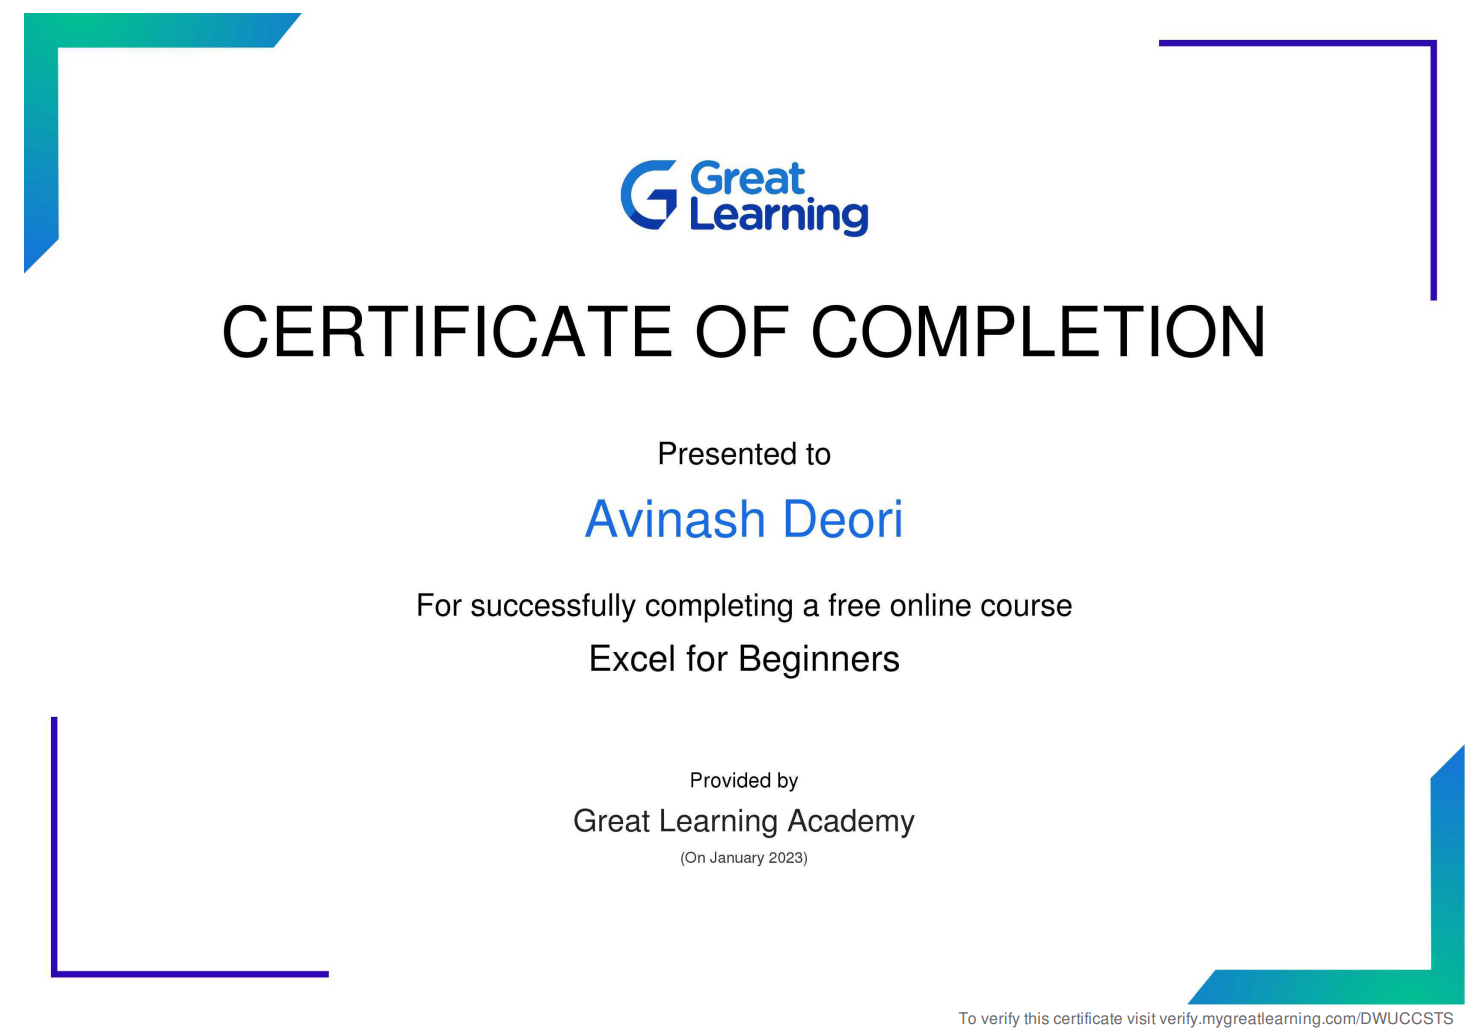 Great
Learning
CERTIFICATE OF COMPLETION
Presented to
Avinash Deori
For successfully completing a free online course
Excel for Beginners
Provided by
Great Learning Academy
(On January 2023)
To verify this certificate visit verify.mygreatlearning.com/DWUCCSTS